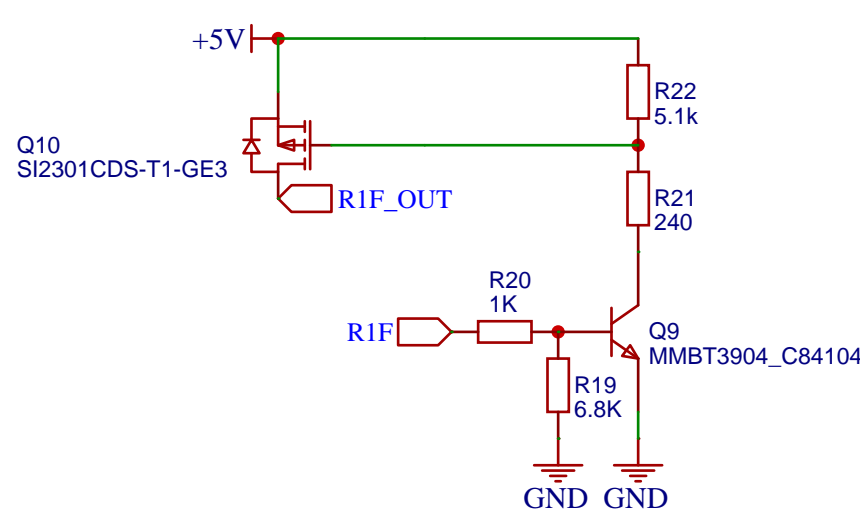 +5V
R22
5.1k
Q10
SI2301CDS-T1-GE3
R1F_OUT
R21
240
R20
1K
R1F
Q9
MMBT3904_C84104
R19
6.8K
GND GND